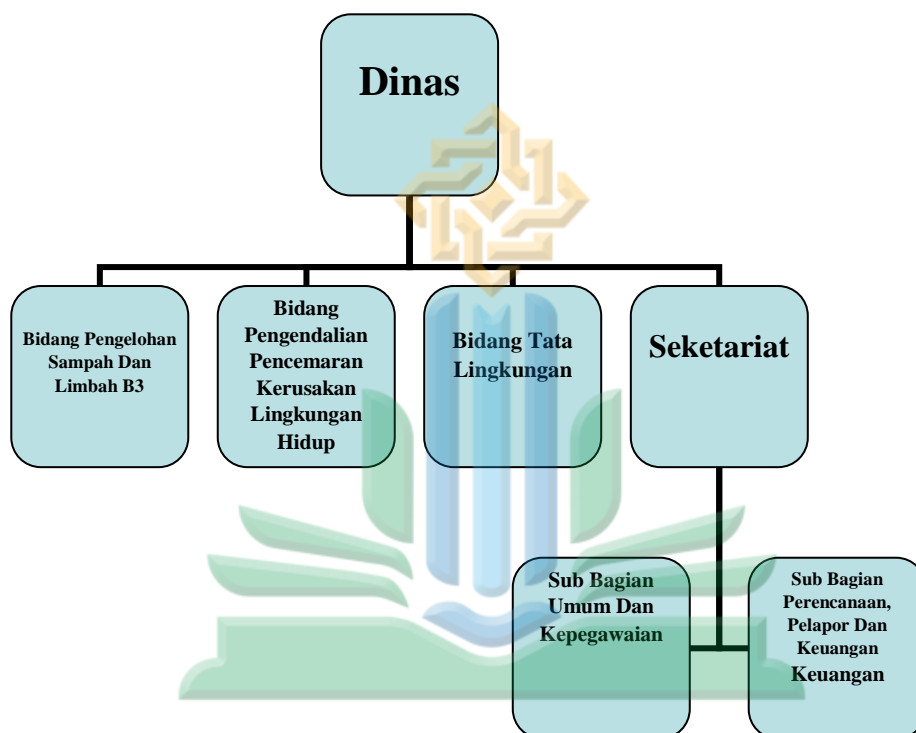 Dinas
Bidang Pengelohan
Sampah Dan
Limbah B3
Bidang
Pengendalian
Pencemaran
Kerusakan
Lingkungan
Hidup
Bidang Tata
Lingkungan
Seketariat
Sub Bagian
Umum Dan
Kepegawaian
Sub Bagian
Perencanaan,
Pelapor Dan
Keuangan
Keuangan